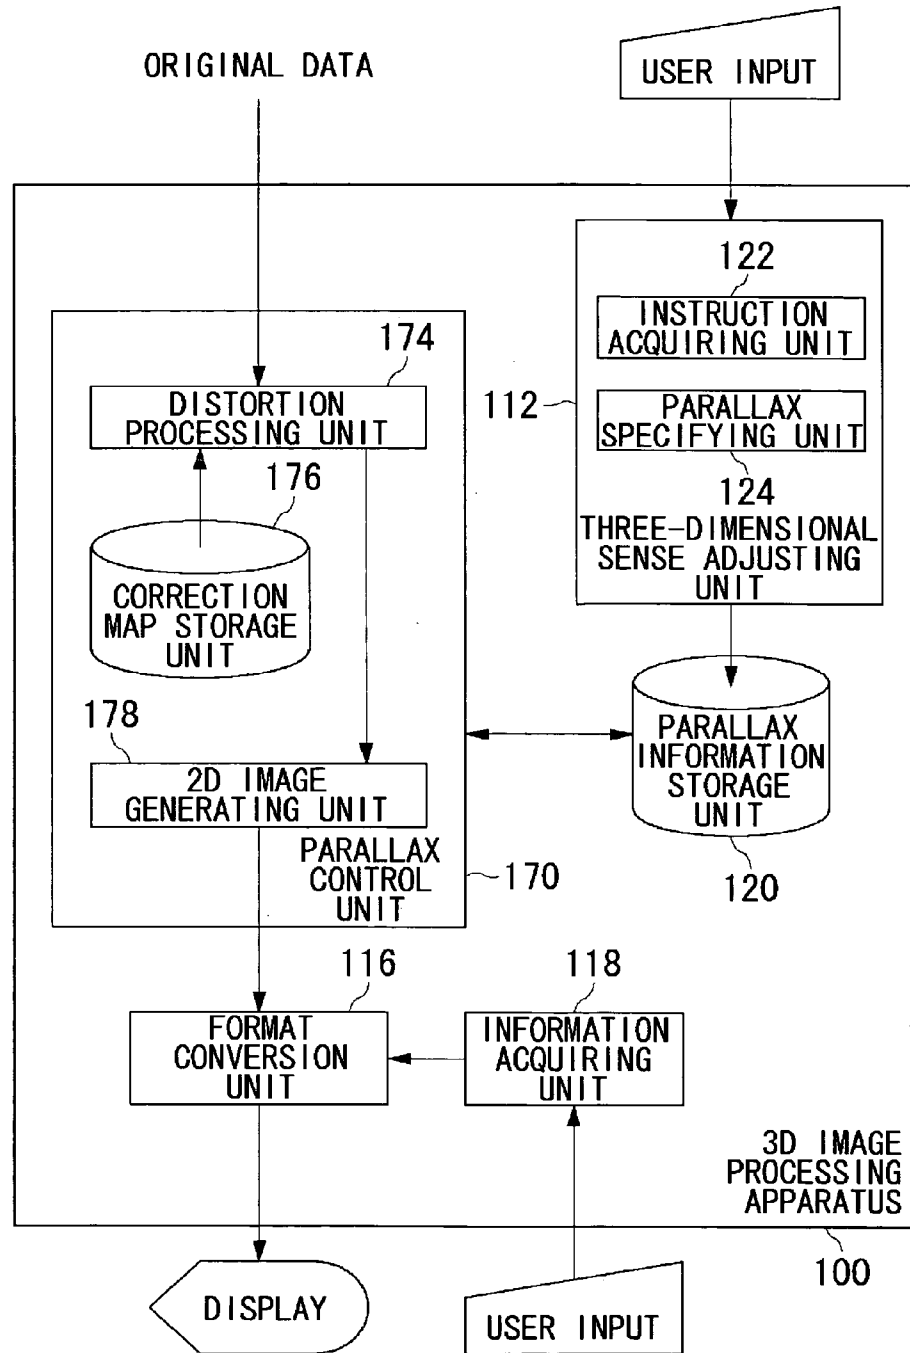 ORIGINAL DATA
USER INPUT
122
INSTRUCTION
ACQUIRING UNIT
112
PARALLAX
SPECIFYING UNIT
124
THREE-DIMENSIONAL
SENSE ADJUSTING
UNIT
174
DISTORTION
PROCESSING UNIT
176
CORRECTION
MAP STORAGE
UNIT
178
2D IMAGE
GENERATING UNIT
PARALLAX
CONTROL
UNIT
170
PARALLAX
INFORMATION
STORAGE
UNIT
120
116
FORMAT
CONVERSION
UNIT
118
INFORMATION
ACQUIRING
UNIT
3D IMAGE
PROCESSING
APPARATUS
100
DISPLAY
USER INPUT